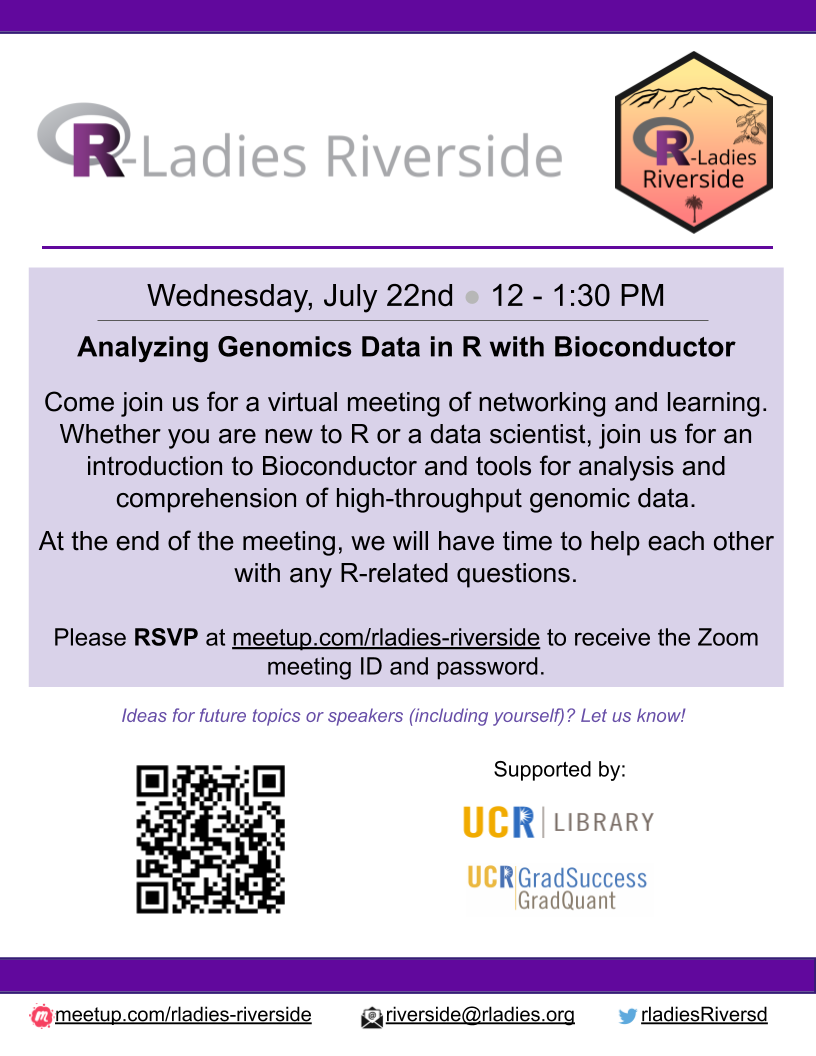 R-Ladies Riverside
R-Ladies
Riverside
Wednesday, July 22nd ● 12 - 1:30 PM
Analyzing Genomics Data in R with Bioconductor
Come join us for a virtual meeting of networking and learning.
Whether you are new to R or a data scientist, join us for an
introduction to Bioconductor and tools for analysis and
comprehension of high-throughput genomic data.
At the end of the meeting, we will have time to help each other
with any R-related questions.
Please RSVP at meetup.com/rladies-riverside to receive the Zoom
meeting ID and password.
Ideas for future topics or speakers (including yourself)? Let us know!
Supported by:
UCR | LIBRARY
UCR GradSuccess
GradQuant
m meetup.com/rladies-riverside riverside@rladies.org rladiesRiversd